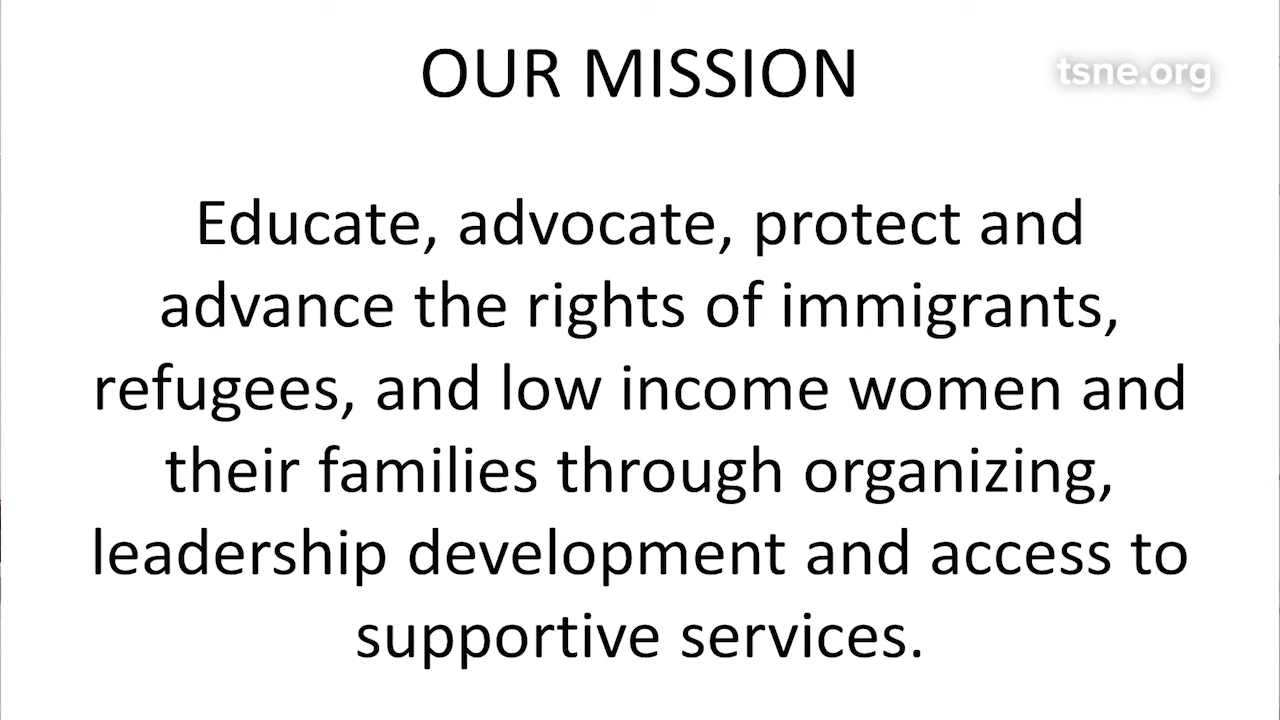 OUR MISSION
tsne.org
Educate, advocate, protect and
advance the rights of immigrants,
refugees, and low income women and
their families through organizing,
leadership development and access to
supportive services.